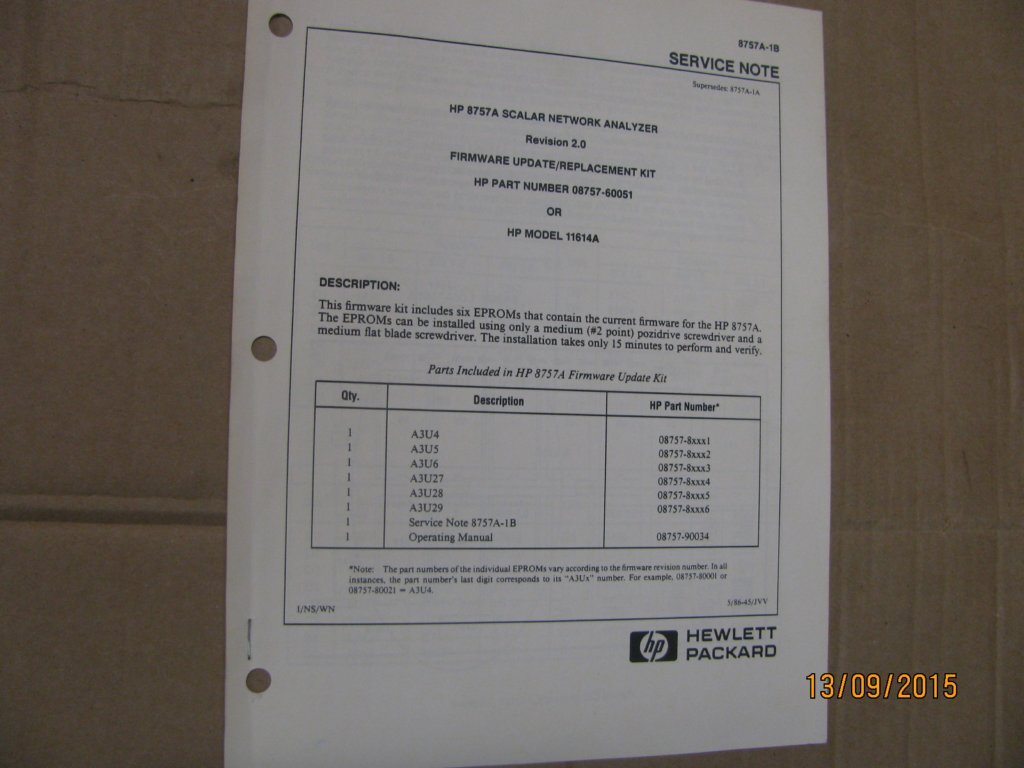 8757A-1B
SERVICE NOTE
Supersedes: 8757A-1A
HP 8757A SCALAR NETWORK ANALYZER
Revision 2.0
FIRMWARE UPDATE/REPLACEMENT KIT
HP PART NUMBER 08757-60051
OR
HP MODEL 11614A
DESCRIPTION:
This firmware kit includes six EPROMs that contain the current firmware for the HP 8757A.
The EPROMs can be installed using only a medium (#2 point) pozidrive screwdriver and a
medium flat blade screwdriver. The installation takes only 15 minutes to perform and verify.
Parts Included in HP 8757A Firmware Update Kit
Qty. Description HP Part Number*
1 A3U4 08757-8xxx1
1 A3U5 08757-8xxx2
1 A3U6 08757-8xxx3
1 A3U27 08757-8xxx4
1 A3U28 08757-8xxx5
1 A3U29 08757-8xxx6
1 Service Note 8757A-1B
1 Operating Manual 08757-90034
*Note: The part numbers of the individual EPROMs vary according to the firmware revision number. In all
instances, the part number's last digit corresponds to its "A3Ux" number. For example, 08757-80001 or
08757-80021 = A3U4.
1/NS/WN
5/86-45/JVV
hp HEWLETT
PACKARD
13/09/2015